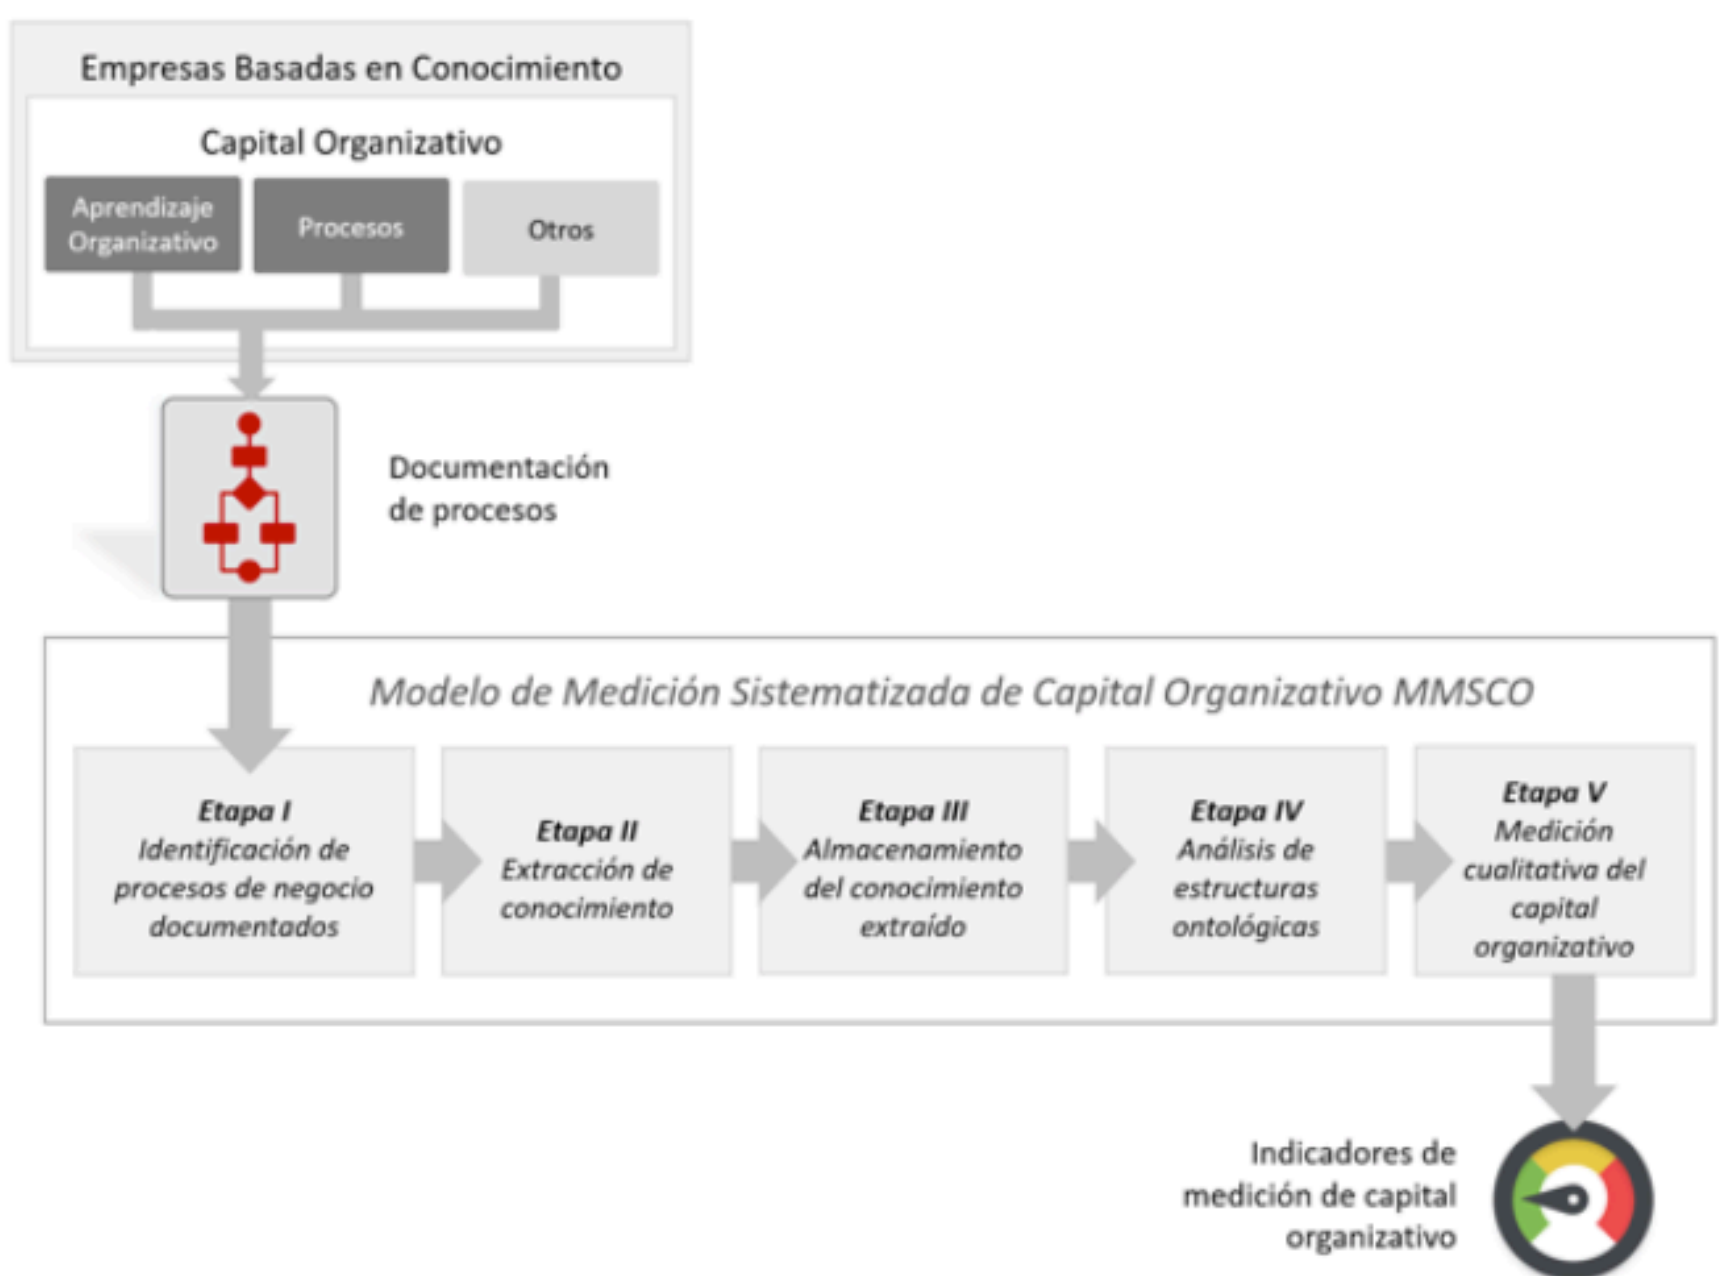 Empresas Basadas en Conocimiento
Capital Organizativo
Aprendizaje
Organizativo
Procesos
Otros
Documentación
de procesos
Modelo de Medición Sistematizada de Capital Organizativo MMSCO
Etapa I
Identificación de
procesos de negocio
documentados
Etapa II
Extracción de
conocimiento
Etapa III
Almacenamiento
del conocimiento
extraído
Etapa IV
Análisis de
estructuras
ontológicas
Etapa V
Medición
cualitativa del
capital
organizativo
Indicadores de
medición de capital
organizativo